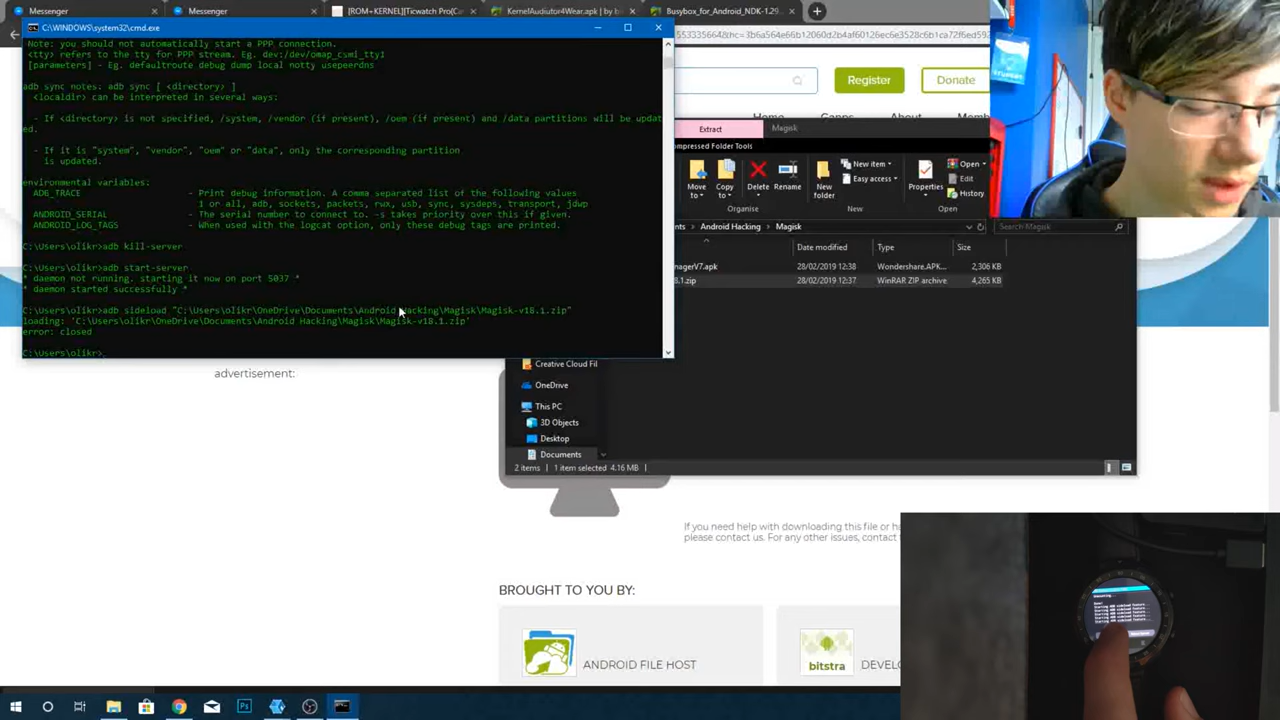 Messenger
Messenger
[ROM+KERNEL][Ticwatch Pro[C
KernelAudiutor4Wear.apk | by
Busybox_for_Android_NDK-1.29
C:\WINDOWS\system32\cmd.exe
Note: you should not automatically start a PPP connection.
<tty> refers to the tty for PPP stream. Eg. dev:/dev/omap_csmi_tty1
[parameters] - Eg. defaultroute debug dump local notty usepeerdns
adb sync notes: adb sync [ <directory> ]
<localdir> can be interpreted in several ways:
- If <directory> is not specified, /system, /vendor (if present), /oem (if present) and /data partitions will be updat
ed.
- If it is "system", "vendor", "oem" or "data", only the corresponding partition
is updated.
environmental variables:
ADB_TRACE - Print debug information. A comma separated list of the following values
1 or all, adb, sockets, packets, rwx, usb, sync, sysdeps, transport, jdwp
ANDROID_SERIAL - The serial number to connect to. -s takes priority over this if given.
ANDROID_LOG_TAGS - When used with the logcat option, only these debug tags are printed.
C:\Users\olikr>adb kill-server
C:\Users\olikr>adb start-server
* daemon not running. starting it now on port 5037 *
* daemon started successfully *
C:\Users\olikr>adb sideload "C:\Users\olikr\OneDrive\Documents\Android Hacking\Magisk\Magisk-v18.1.zip"
loading: 'C:\Users\olikr\OneDrive\Documents\Android Hacking\Magisk\Magisk-v18.1.zip'
error: closed
C:\Users\olikr>_
Register
Donate
Home Gapps About Mem
Extract
Magisk
ompressed Folder Tools
Move to
Copy to
Delete
Rename
New folder
New item
Easy access
Properties
Open
Edit
History
Organise
New
Open
nts > Android Hacking > Magisk
Search Magisk
Date modified Type Size
nagerV7.apk 28/02/2019 12:38 Wondershare.APK... 2,306 KB
8.1.zip 28/02/2019 12:37 WinRAR ZIP archive 4,265 KB
Creative Cloud Fil
OneDrive
This PC
3D Objects
Desktop
Documents
2 items 1 item selected 4.16 MB
advertisement:
If you need help with downloading this file or ha
please contact us. For any other issues, contact
BROUGHT TO YOU BY:
ANDROID FILE HOST
bitstra
DEVELO